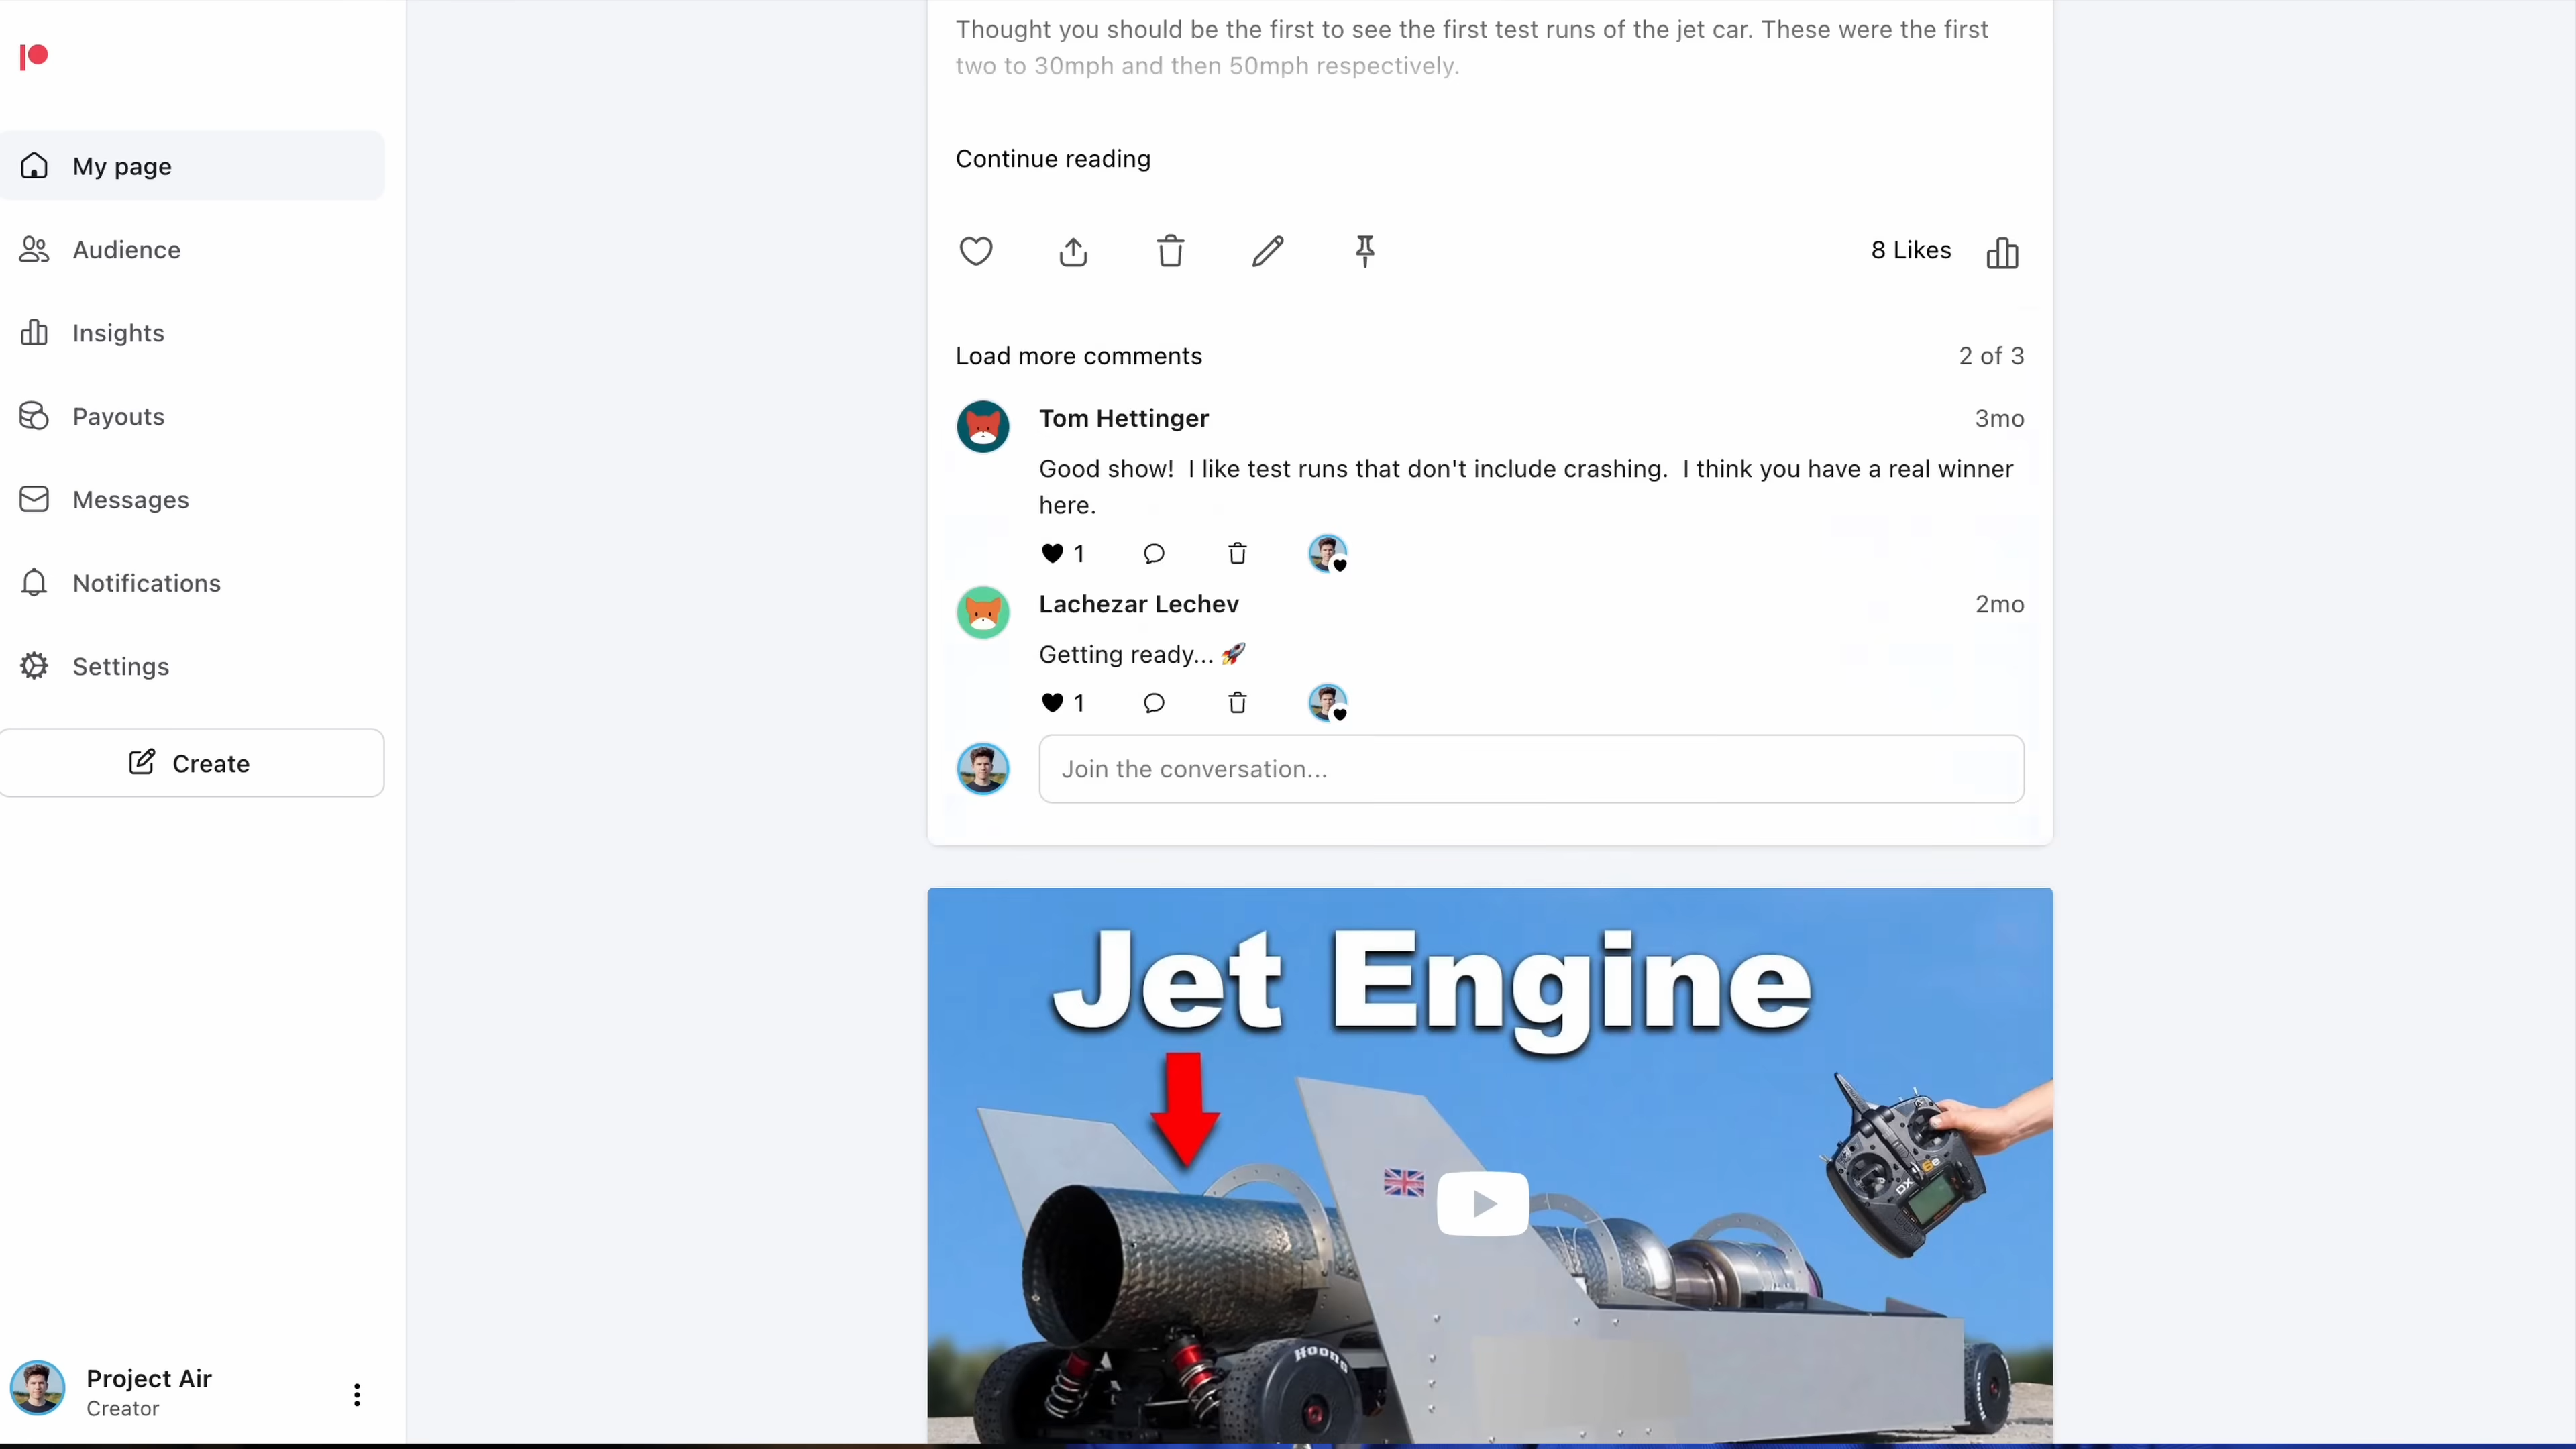 My page
Audience
Insights
Payouts
Messages
Notifications
Settings
Create
Project Air
Creator
Thought you should be the first to see the first test runs of the jet car. These were the first
two to 30mph and then 50mph respectively.
Continue reading
8 Likes
Load more comments
2 of 3
Tom Hettinger
3mo
Good show!  I like test runs that don't include crashing.  I think you have a real winner
here.
1
Lachezar Lechev
2mo
Getting ready... 🚀
1
Join the conversation...
Jet Engine
DX
6e